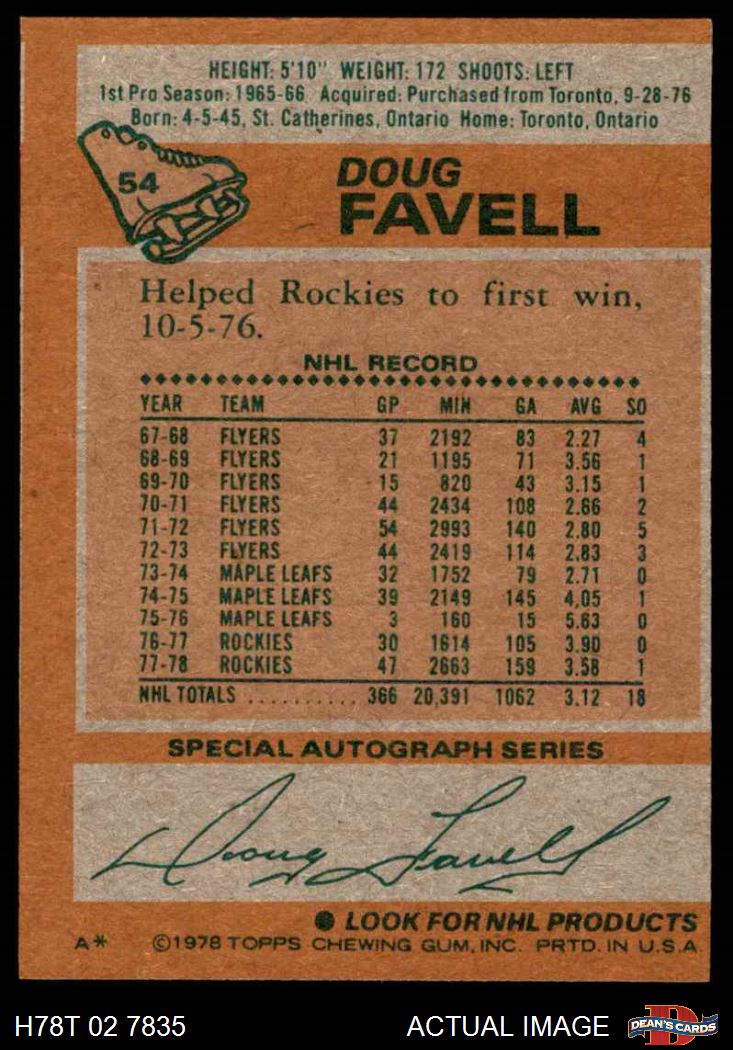 HEIGHT: 5'10" WEIGHT: 172 SHOOTS: LEFT
1st Pro Season: 1965-66 Acquired: Purchased from Toronto, 9-28-76
Born: 4-5-45, St. Catherines, Ontario Home: Toronto, Ontario
54
DOUG
FAVELL
Helped Rockies to first win,
10-5-76.
NHL RECORD
YEAR TEAM GP MIN GA AVG SO
67-68 FLYERS 37 2192 83 2.27 4
68-69 FLYERS 21 1195 71 3.56 1
69-70 FLYERS 15 820 43 3.15 1
70-71 FLYERS 44 2434 108 2.66 2
71-72 FLYERS 54 2993 140 2.80 5
72-73 FLYERS 44 2419 114 2.83 3
73-74 MAPLE LEAFS 32 1752 79 2.71 0
74-75 MAPLE LEAFS 39 2149 145 4.05 1
75-76 MAPLE LEAFS 3 160 15 5.63 0
76-77 ROCKIES 30 1614 105 3.90 0
77-78 ROCKIES 47 2663 159 3.58 1
NHL TOTALS .......... 366 20,391 1062 3.12 18
SPECIAL AUTOGRAPH SERIES
Doug Favell
● LOOK FOR NHL PRODUCTS
A* ©1978 TOPPS CHEWING GUM, INC. PRTD. IN U.S.A
H78T 02 7835 ACTUAL IMAGE DEAN'S CARDS